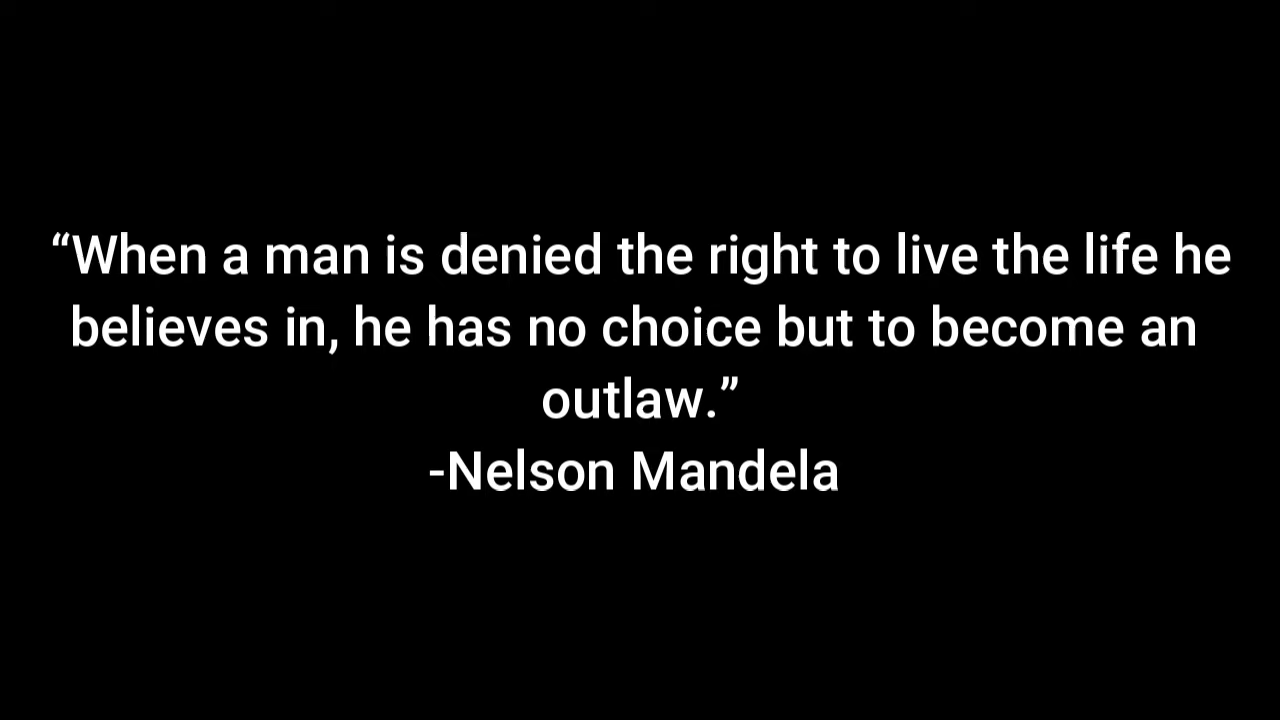 “When a man is denied the right to live the life he
believes in, he has no choice but to become an
outlaw.”
-Nelson Mandela